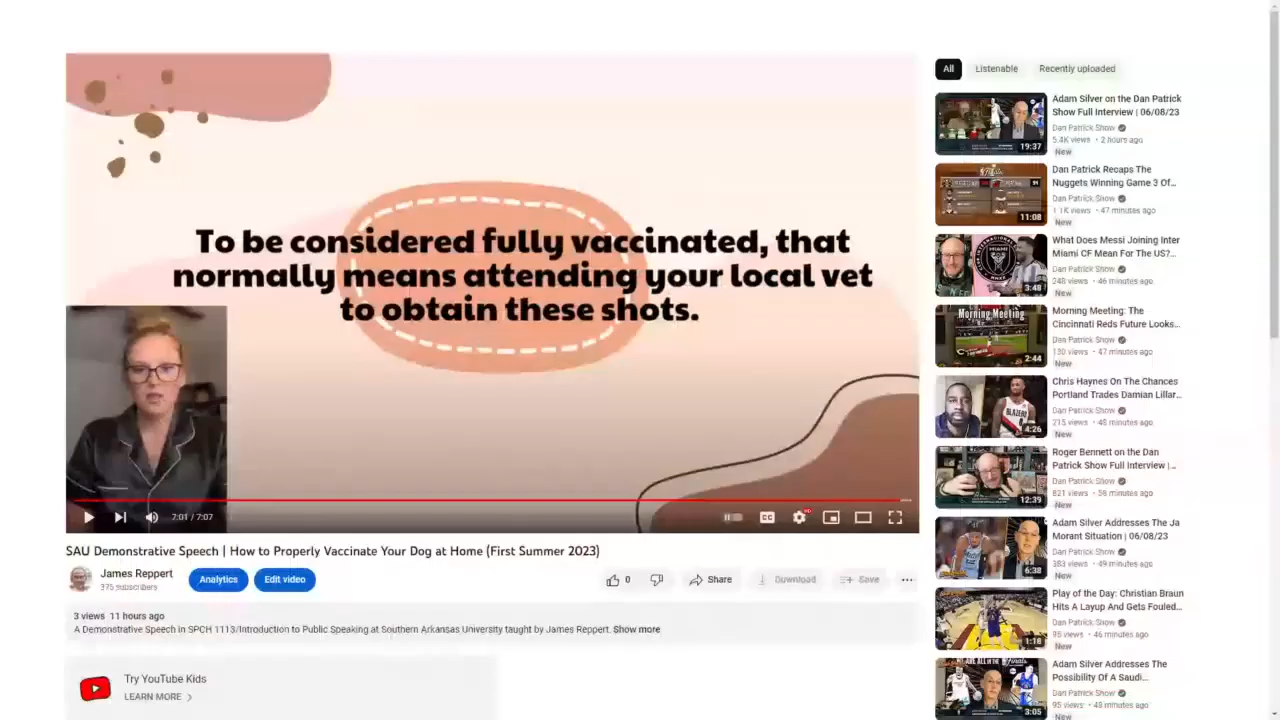 To be considered fully vaccinated, that
normally means attending your local vet
to obtain these shots.
7:01 / 7:07
CC
HD
SAU Demonstrative Speech | How to Properly Vaccinate Your Dog at Home (First Summer 2023)
James Reppert
375 subscribers
Analytics
Edit video
0
Share
Download
Save
3 views 11 hours ago
A Demonstrative Speech in SPCH 1113/Introduction to Public Speaking at Southern Arkansas University taught by James Reppert. Show more
Try YouTube Kids
LEARN MORE
All
Listenable
Recently uploaded
19:37
Adam Silver on the Dan Patrick
Show Full Interview | 06/08/23
Dan Patrick Show
5.4K views • 2 hours ago
New
11:08
Dan Patrick Recaps The
Nuggets Winning Game 3 Of...
Dan Patrick Show
1.1K views • 47 minutes ago
New
MIAMI
3:48
What Does Messi Joining Inter
Miami CF Mean For The US?...
Dan Patrick Show
248 views • 46 minutes ago
New
Morning Meeting
2:44
Morning Meeting: The
Cincinnati Reds Future Looks...
Dan Patrick Show
130 views • 47 minutes ago
New
BLAZERS
4:26
Chris Haynes On The Chances
Portland Trades Damian Lillar...
Dan Patrick Show
215 views • 48 minutes ago
New
12:39
Roger Bennett on the Dan
Patrick Show Full Interview |...
Dan Patrick Show
821 views • 58 minutes ago
New
6:38
Adam Silver Addresses The Ja
Morant Situation | 06/08/23
Dan Patrick Show
383 views • 49 minutes ago
New
1:18
Play of the Day: Christian Braun
Hits A Layup And Gets Fouled...
Dan Patrick Show
95 views • 46 minutes ago
New
3:05
Adam Silver Addresses The
Possibility Of A Saudi...
Dan Patrick Show
95 views • 48 minutes ago
New